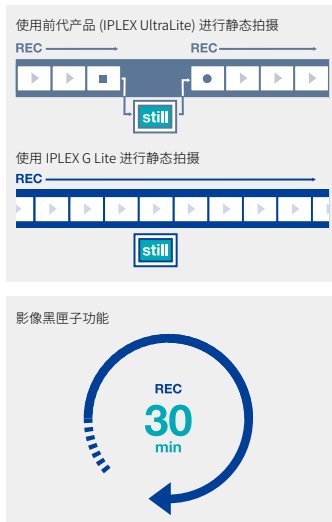 使用前代产品 (IPLEX UltraLite) 进行静态拍摄
REC REC
still
使用 IPLEX G Lite 进行静态拍摄
REC
still
影像黑匣子功能
REC
30
min